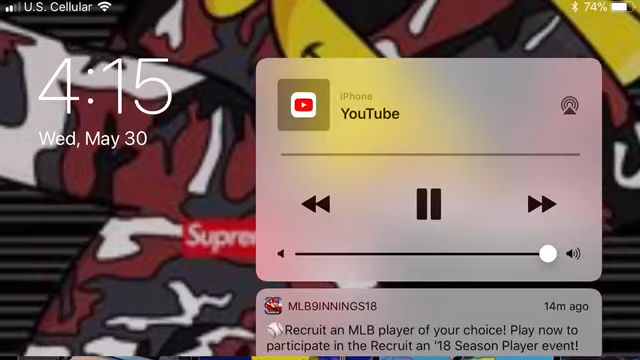 U.S. Cellular
74%
4:15
Wed, May 30
iPhone
YouTube
Suprem
MLB9INNINGS18
14m ago
Recruit an MLB player of your choice! Play now to
participate in the Recruit an '18 Season Player event!